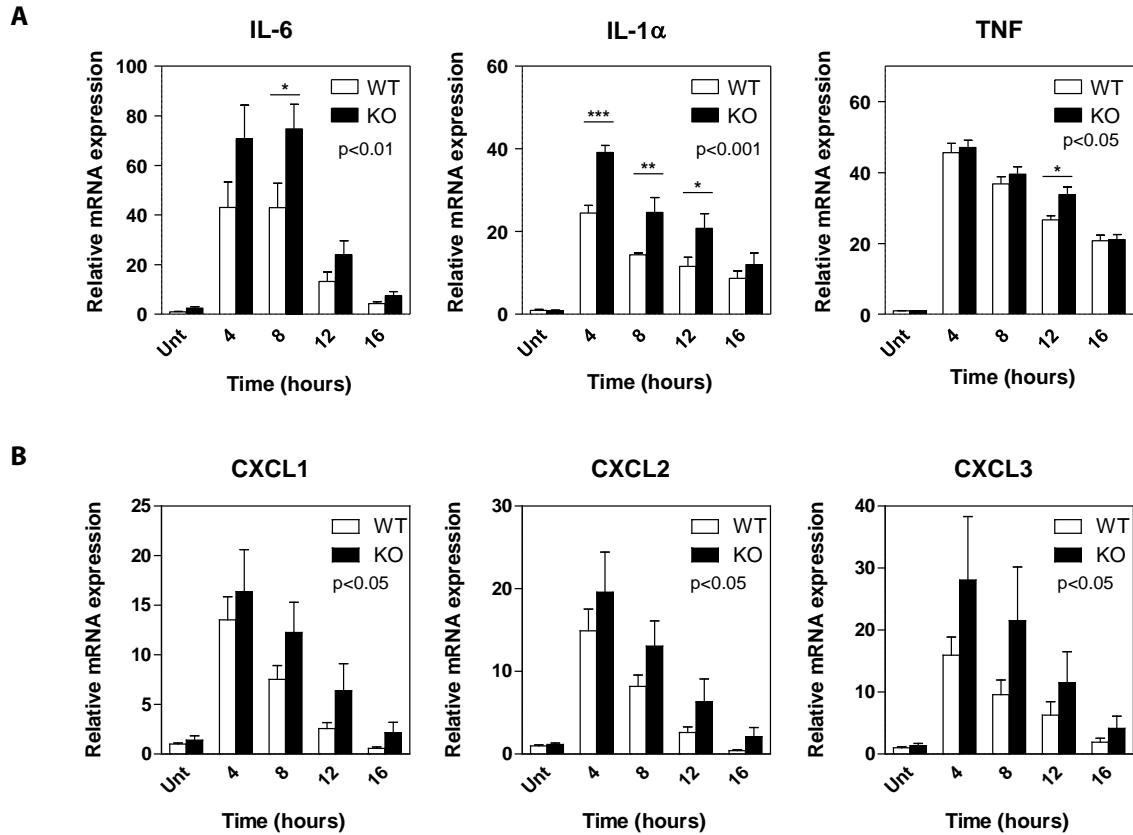 A
IL-6
Relative mRNA expression
100
80
60
40
20
0
*
WT
KO
p<0.01
Unt
4
8
12
16
Time (hours)
IL-1α
Relative mRNA expression
60
40
20
0
***
**
*
WT
KO
p<0.001
Unt
4
8
12
16
Time (hours)
TNF
Relative mRNA expression
60
40
20
0
*
WT
KO
p<0.05
Unt
4
8
12
16
Time (hours)
B
CXCL1
Relative mRNA expression
25
20
15
10
5
0
WT
KO
p<0.05
Unt
4
8
12
16
Time (hours)
CXCL2
Relative mRNA expression
30
20
10
0
WT
KO
p<0.05
Unt
4
8
12
16
Time (hours)
CXCL3
Relative mRNA expression
40
30
20
10
0
WT
KO
p<0.05
Unt
4
8
12
16
Time (hours)